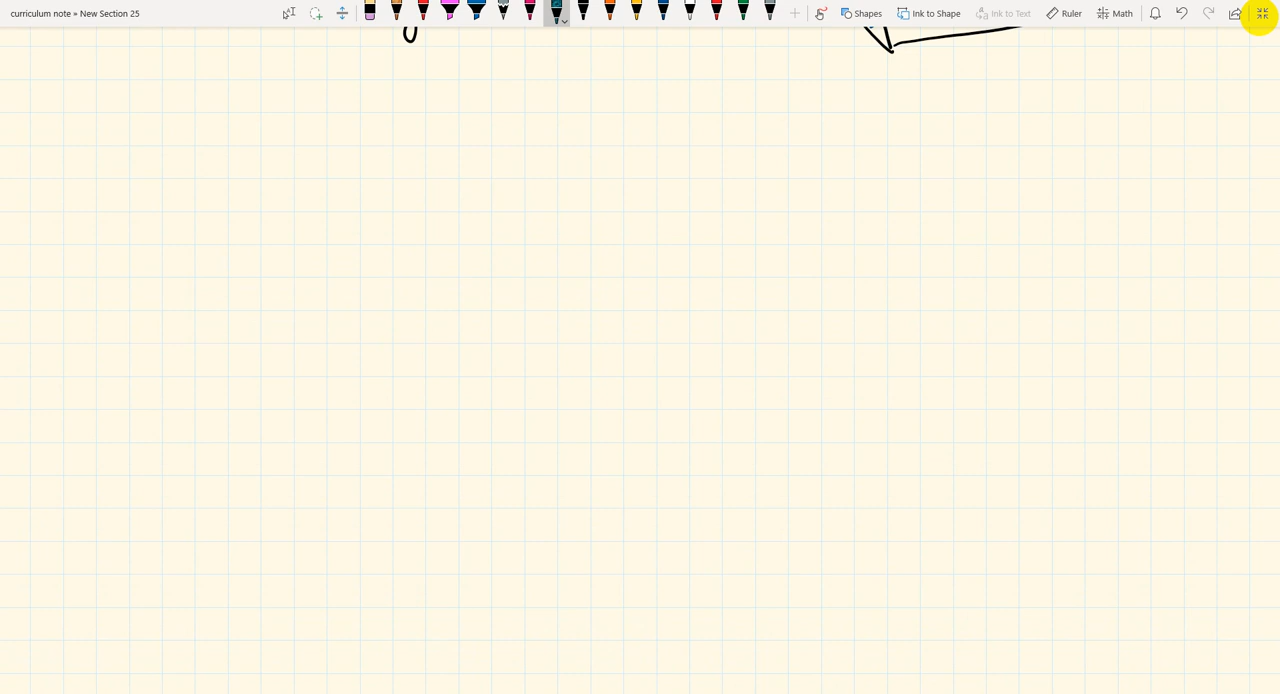 curriculum note » New Section 25
Shapes
Ink to Shape
Ink to Text
Ruler
Math